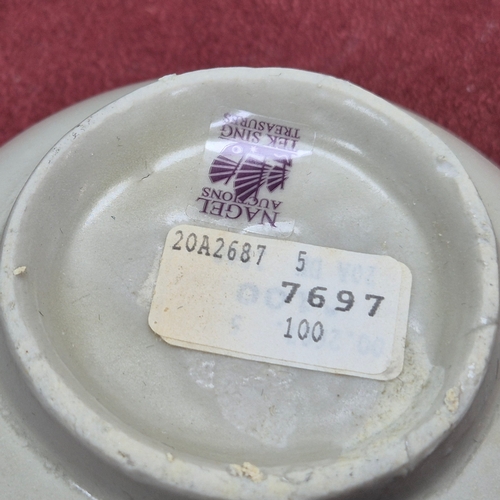 TEK SING
TREASURES
NAGEL
AUCTIONS
20A2687 5
7697
100